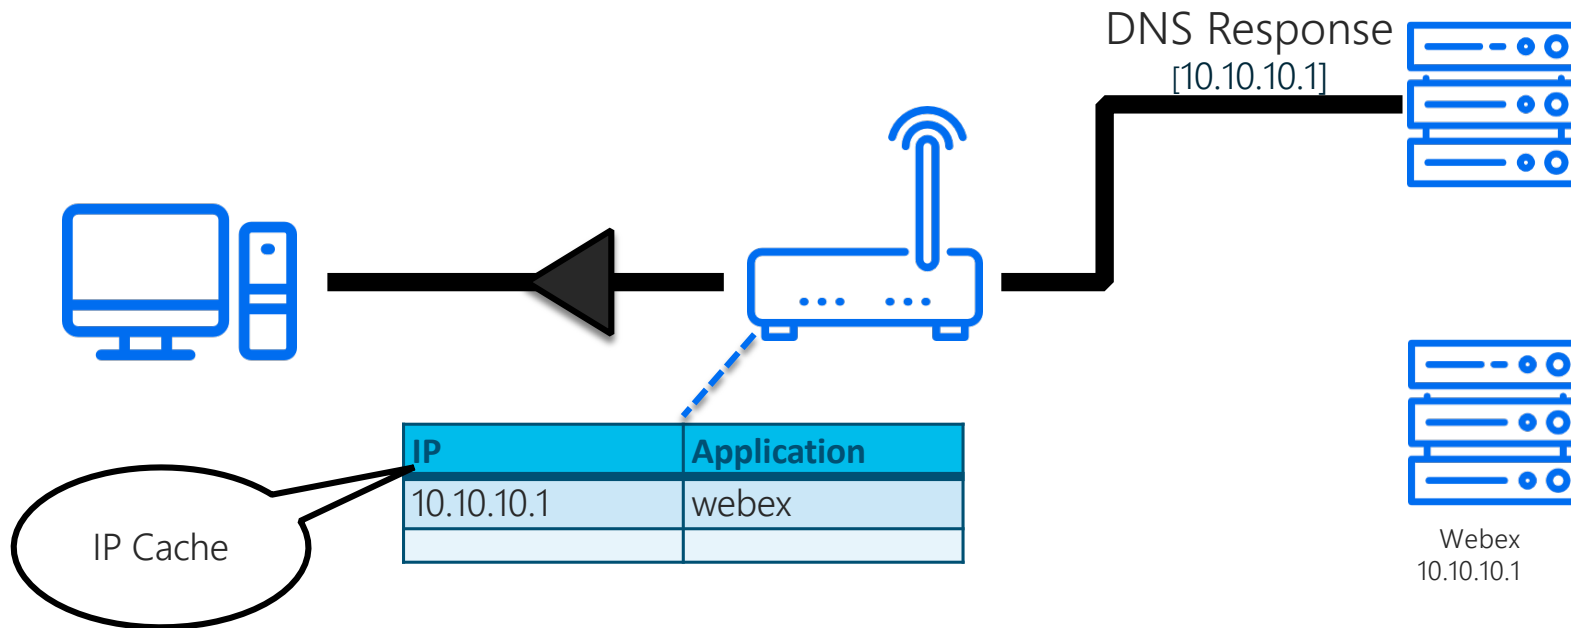 DNS Response
[10.10.10.1]
IP Application
10.10.10.1 webex
IP Cache
Webex
10.10.10.1